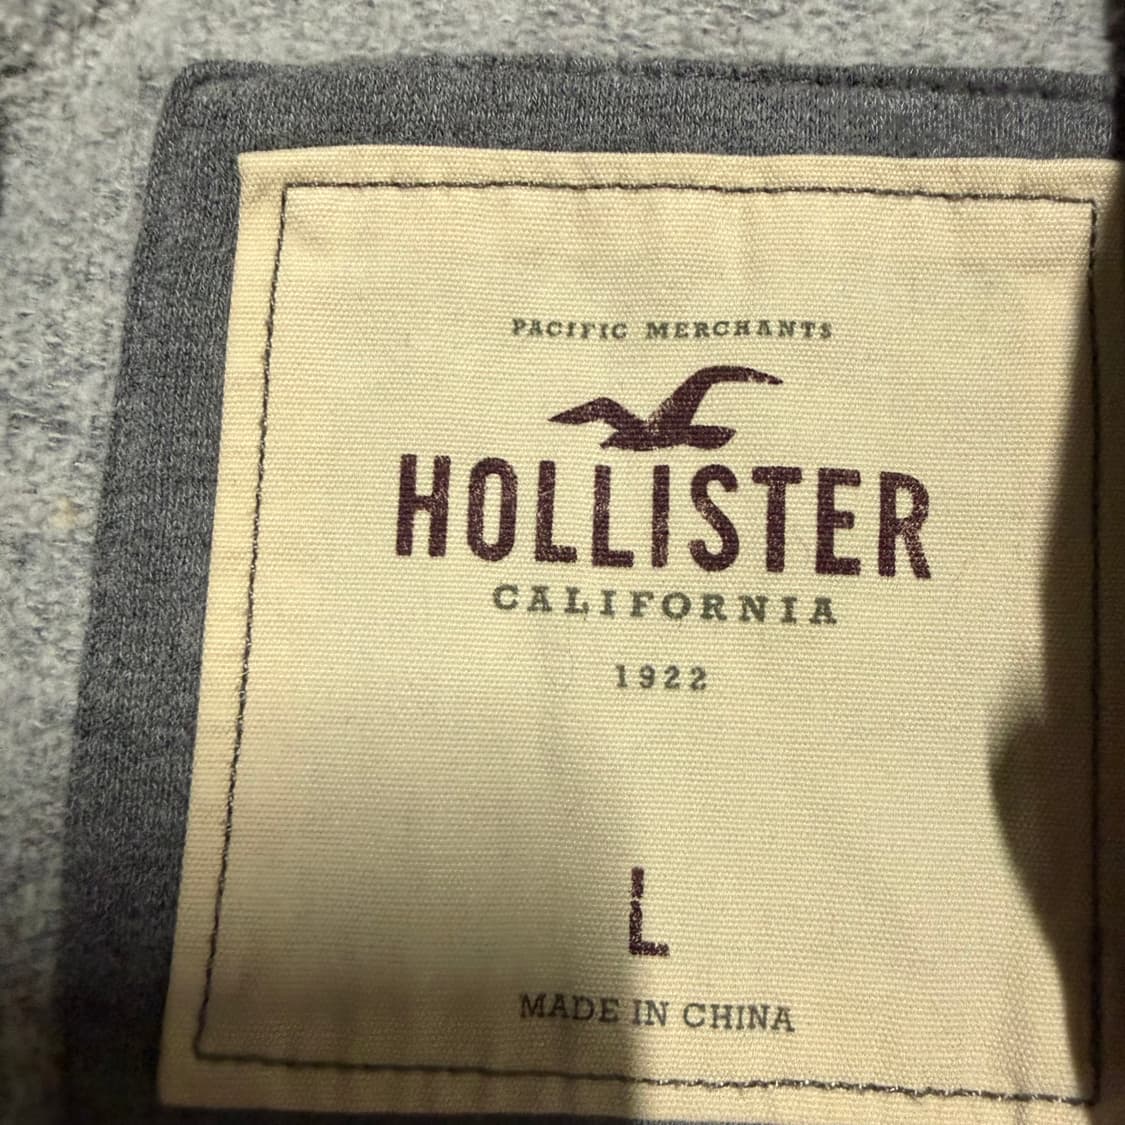 PACIFIC MERCHANTS
HOLLISTER
CALIFORNIA
1922
L
MADE IN CHINA